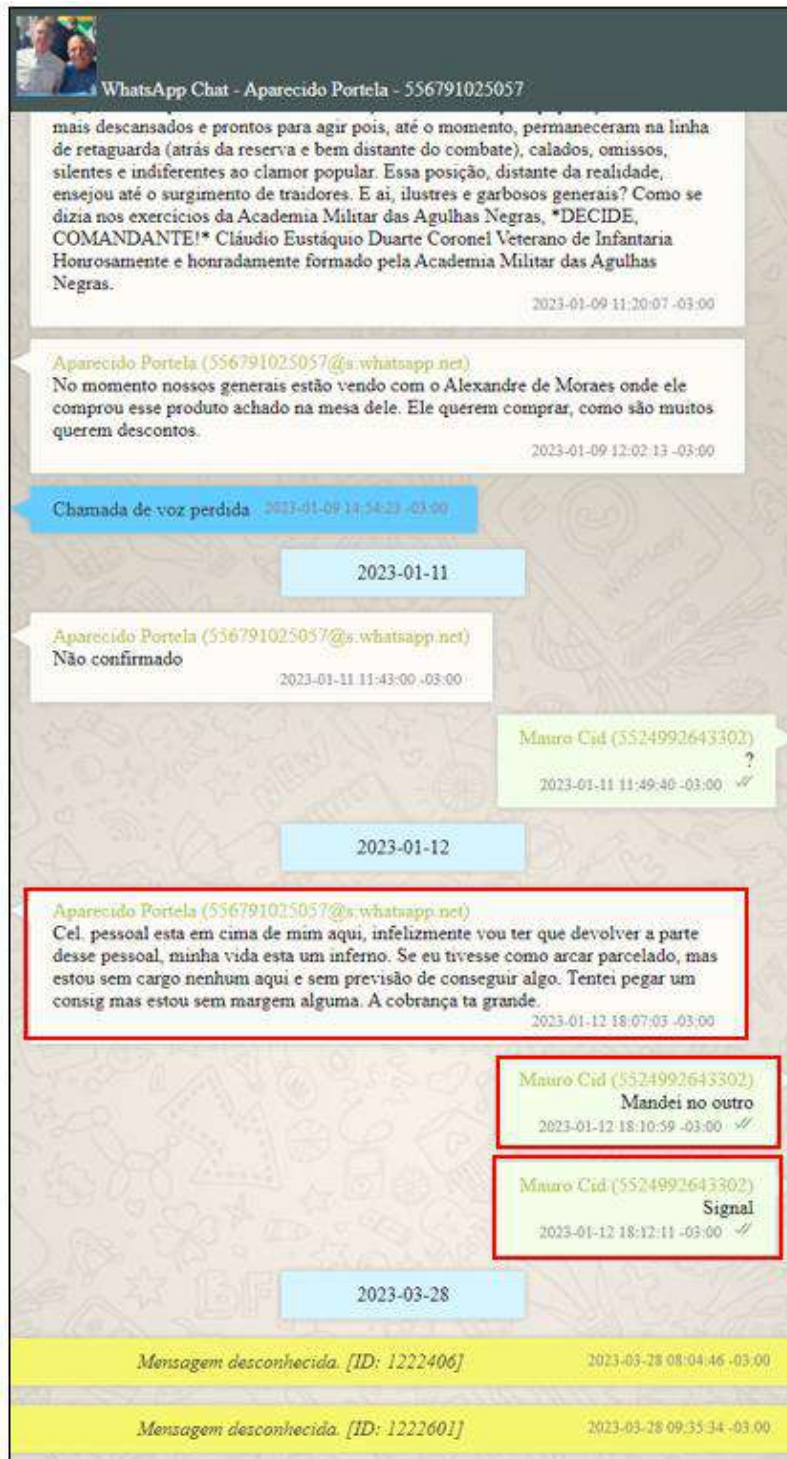 WhatsApp Chat - Aparecido Portela - 556791025057
mais descansados e prontos para agir pois, até o momento, permaneceram na linha
de retaguarda (atrás da reserva e bem distante do combate), calados, omissos,
silentes e indiferentes ao clamor popular. Essa posição, distante da realidade,
ensejou até o surgimento de traidores. E ai, ilustres e garbosos generais? Como se
dizia nos exercicios da Academia Militar das Agulhas Negras, *DECIDE,
COMANDANTE!* Cláudio Eustáquio Duarte Coronel Veterano de Infantaria
Honrosamente e honradamente formado pela Academia Militar das Agulhas
Negras.
2023-01-09 11:20:07 -03:00
Aparecido Portela (556791025057@s.whatsapp.net)
No momento nossos generais estão vendo com o Alexandre de Moraes onde ele
comprou esse produto achado na mesa dele. Ele querem comprar, como são muitos
querem descontos.
2023-01-09 12:02:13 -03:00
Chamada de voz perdida 2023-01-09 14:54:23 -03:00
2023-01-11
Aparecido Portela (556791025057@s.whatsapp.net)
Não confirmado
2023-01-11 11:43:00 -03:00
Mauro Cid (5524992643302)
?
2023-01-11 11:49:40 -03:00
2023-01-12
Aparecido Portela (556791025057@s.whatsapp.net)
Cel. pessoal esta em cima de mim aqui, infelizmente vou ter que devolver a parte
desse pessoal, minha vida esta um inferno. Se eu tivesse como arcar parcelado, mas
estou sem cargo nenhum aqui e sem previsão de conseguir algo. Tentei pegar um
consig mas estou sem margem alguma. A cobrança ta grande.
2023-01-12 18:07:03 -03:00
Mauro Cid (5524992643302)
Mandei no outro
2023-01-12 18:10:59 -03:00
Mauro Cid (5524992643302)
Signal
2023-01-12 18:12:11 -03:00
2023-03-28
Mensagem desconhecida. [ID: 1222406] 2023-03-28 08:04:46 -03:00
Mensagem desconhecida. [ID: 1222601] 2023-03-28 09:35:34 -03:00